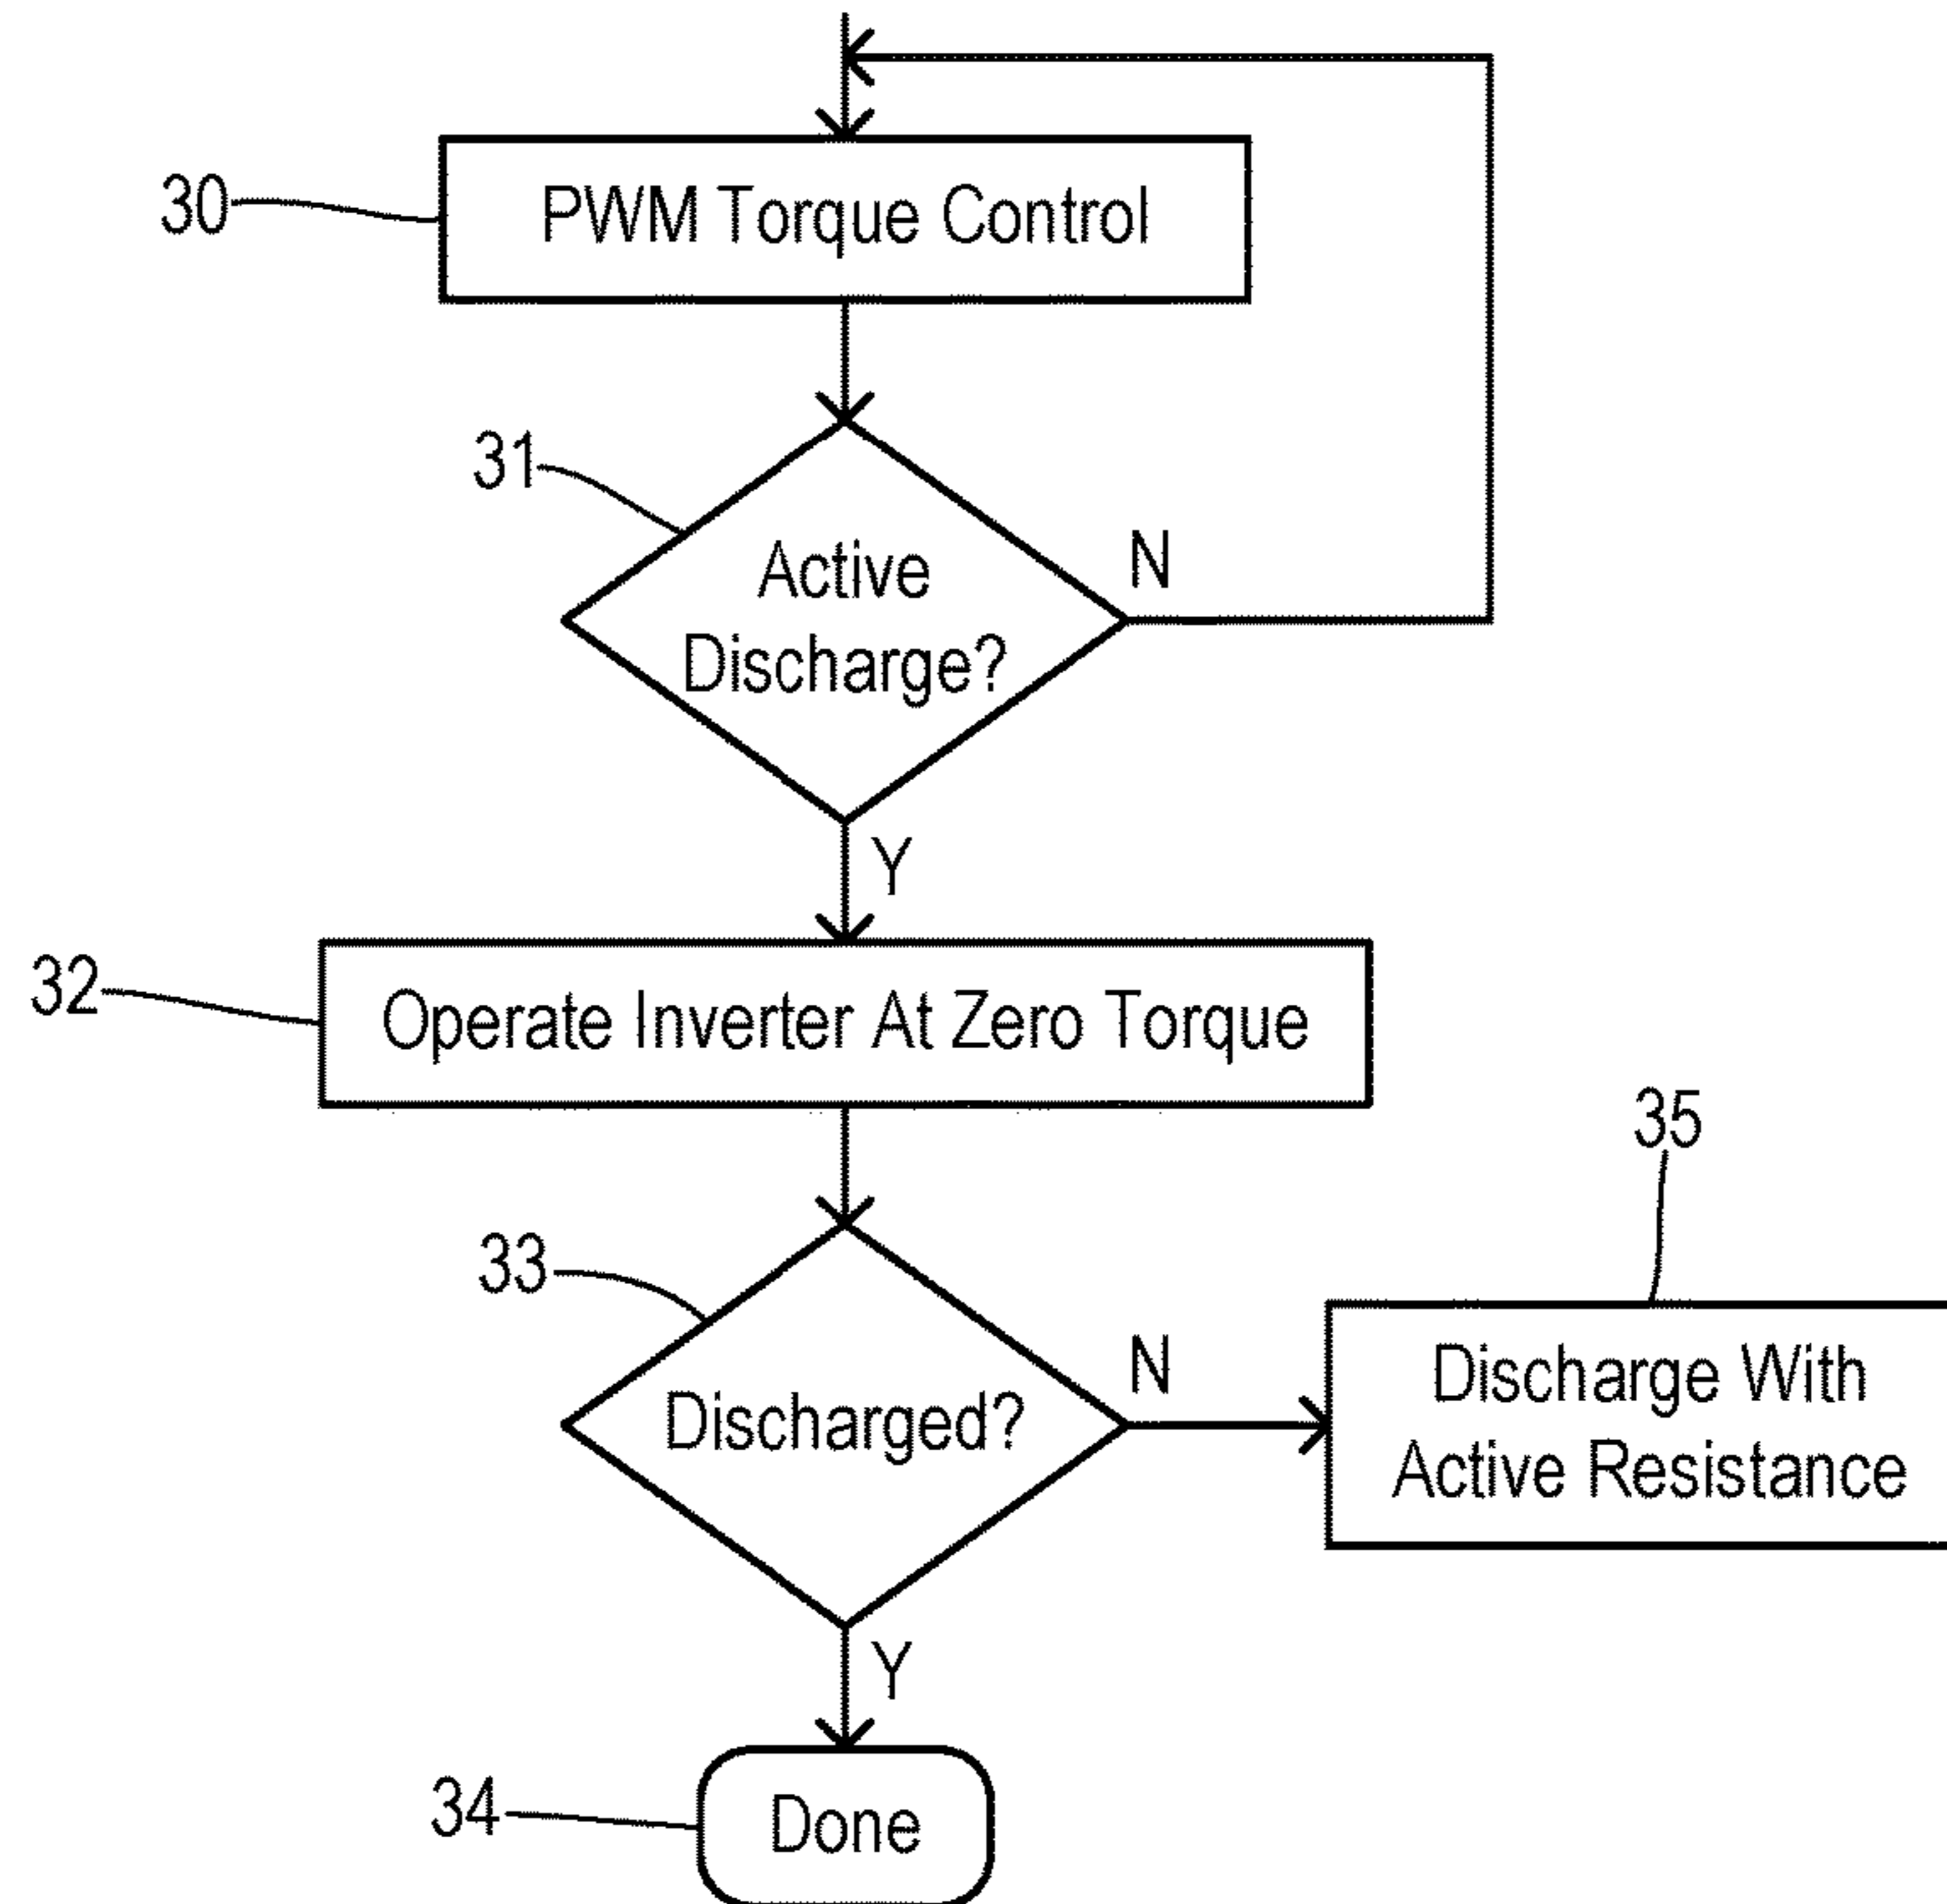 30
PWM Torque Control
31
Active
Discharge?
N
Y
32
Operate Inverter At Zero Torque
35
33
Discharged?
N
Discharge With
Active Resistance
Y
34
Done